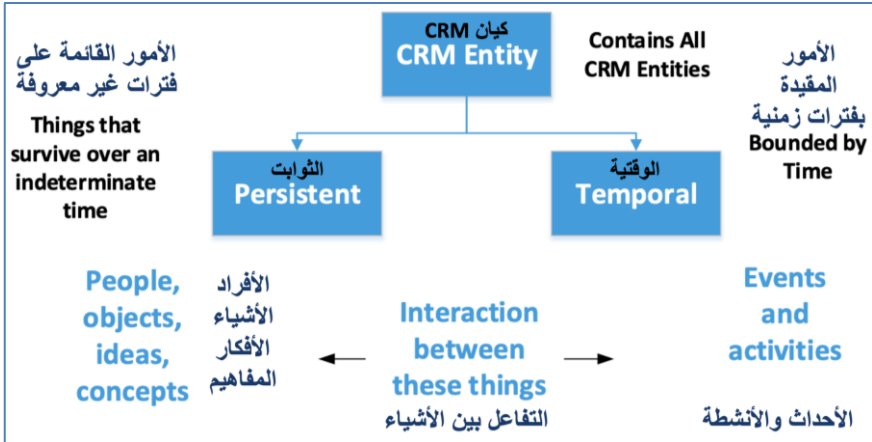 كيان CRM
CRM Entity
Contains All
CRM Entities
الأمور القائمة على
فترات غير معروفة
Things that
survive over an
indeterminate
time
الأمور
المقيدة
بفترات زمنية
Bounded by
Time
الثوابت
Persistent
الوقتية
Temporal
People,
objects,
ideas,
concepts
الأفراد
الأشياء
الأفكار
المفاهيم
Interaction
between
these things
التفاعل بين الأشياء
Events
and
activities
الأحداث والأنشطة